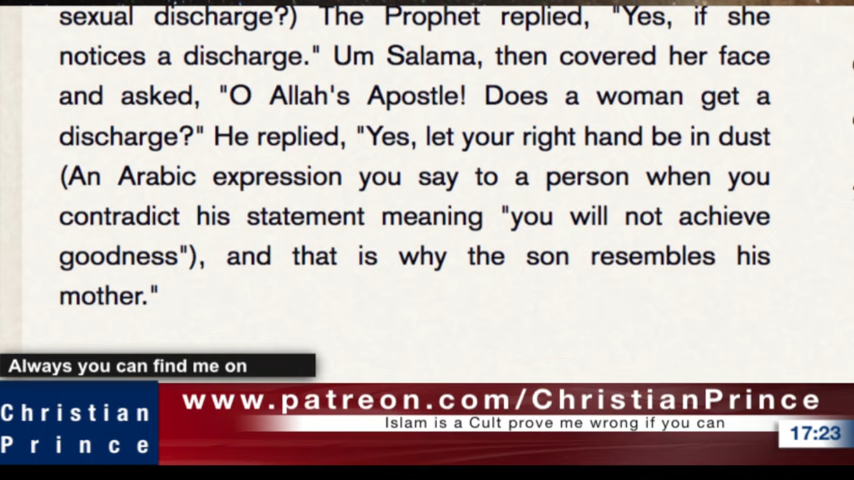 sexual discharge?) The Prophet replied, "Yes, if she
notices a discharge." Um Salama, then covered her face
and asked, "O Allah's Apostle! Does a woman get a
discharge?" He replied, "Yes, let your right hand be in dust
(An Arabic expression you say to a person when you
contradict his statement meaning "you will not achieve
goodness"), and that is why the son resembles his
mother."
Always you can find me on
Christian
Prince
www.patreon.com/ChristianPrince
Islam is a Cult prove me wrong if you can
17:23